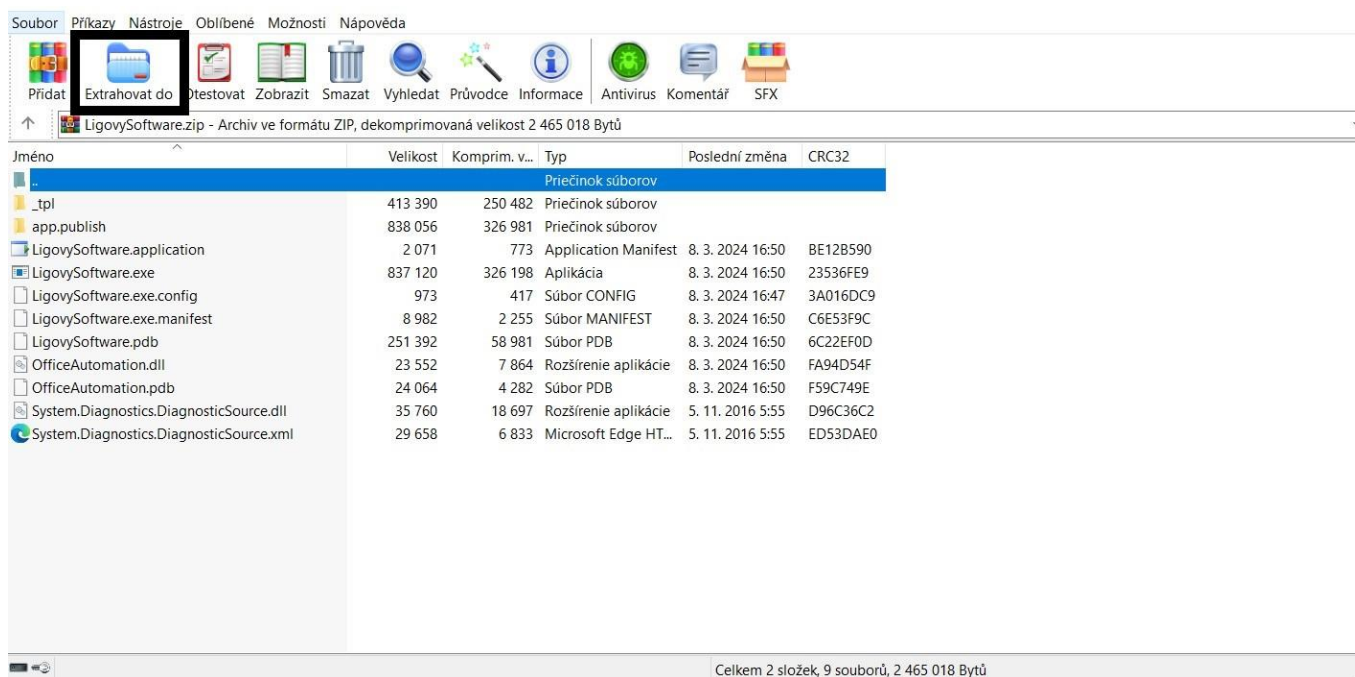 Soubor Příkazy Nástroje Oblíbené Možnosti Nápověda
Přidat Extrahovat do Otestovat Zobrazit Smazat Vyhledat Průvodce Informace Antivirus Komentář SFX
LigovySoftware.zip - Archiv ve formátu ZIP, dekomprimovaná velikost 2 465 018 Bytů
Jméno Velikost Komprim. v... Typ Poslední změna CRC32
.. Priečinok súborov
_tpl 413 390 250 482 Priečinok súborov
app.publish 838 056 326 981 Priečinok súborov
LigovySoftware.application 2 071 773 Application Manifest 8. 3. 2024 16:50 BE12B590
LigovySoftware.exe 837 120 326 198 Aplikácia 8. 3. 2024 16:50 23536FE9
LigovySoftware.exe.config 973 417 Súbor CONFIG 8. 3. 2024 16:47 3A016DC9
LigovySoftware.exe.manifest 8 982 2 255 Súbor MANIFEST 8. 3. 2024 16:50 C6E53F9C
LigovySoftware.pdb 251 392 58 981 Súbor PDB 8. 3. 2024 16:50 6C22EF0D
OfficeAutomation.dll 23 552 7 864 Rozšírenie aplikácie 8. 3. 2024 16:50 FA94D54F
OfficeAutomation.pdb 24 064 4 282 Súbor PDB 8. 3. 2024 16:50 F59C749E
System.Diagnostics.DiagnosticSource.dll 35 760 18 697 Rozšírenie aplikácie 5. 11. 2016 5:55 D96C36C2
System.Diagnostics.DiagnosticSource.xml 29 658 6 833 Microsoft Edge HT... 5. 11. 2016 5:55 ED53DAE0
Celkem 2 složek, 9 souborů, 2 465 018 Bytů